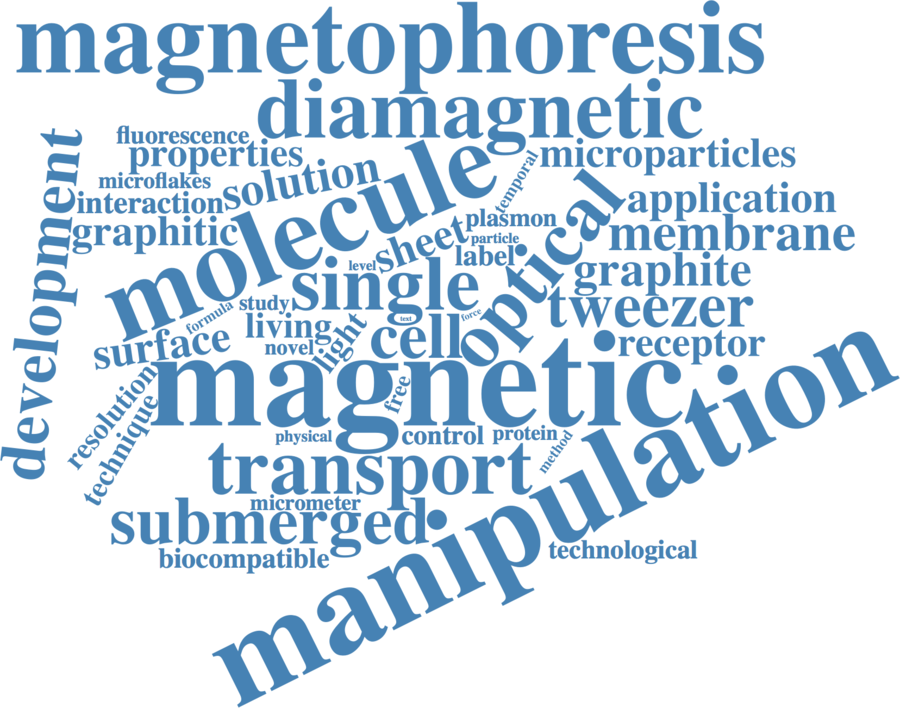 magnetophoresis
diamagnetic
fluorescence
properties
microparticles
microflakes
solution
temporal
interaction
application
graphitic
molecule
development
sheet
plasmon
particle
label
optical
membrane
level
single
graphite
formula
study
tweezer
living
text
force
surface
novel
light
cell
receptor
magnetic
resolution
technique
free
physical
control
protein
method
transport
manipulation
micrometer
submerged
biocompatible
technological